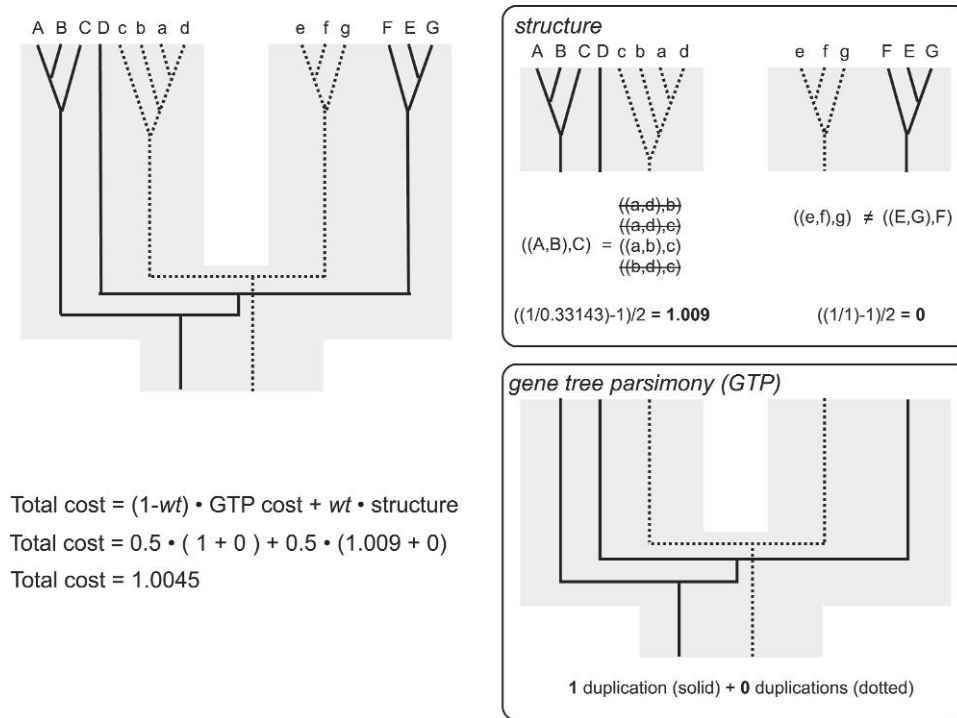 A B C D c b a d
e f g
F E G
Total cost = (1-wt) • GTP cost + wt • structure
Total cost = 0.5 • ( 1 + 0 ) + 0.5 • (1.009 + 0)
Total cost = 1.0045
structure
A B C D c b a d
e f g
F E G
((a,d),b)
((a,d),c)
((A,B),C) = ((a,b),c)
((b,d),c)
((e,f),g) ≠ ((E,G),F)
((1/0.33143)-1)/2 = 1.009
((1/1)-1)/2 = 0
gene tree parsimony (GTP)
1 duplication (solid) + 0 duplications (dotted)